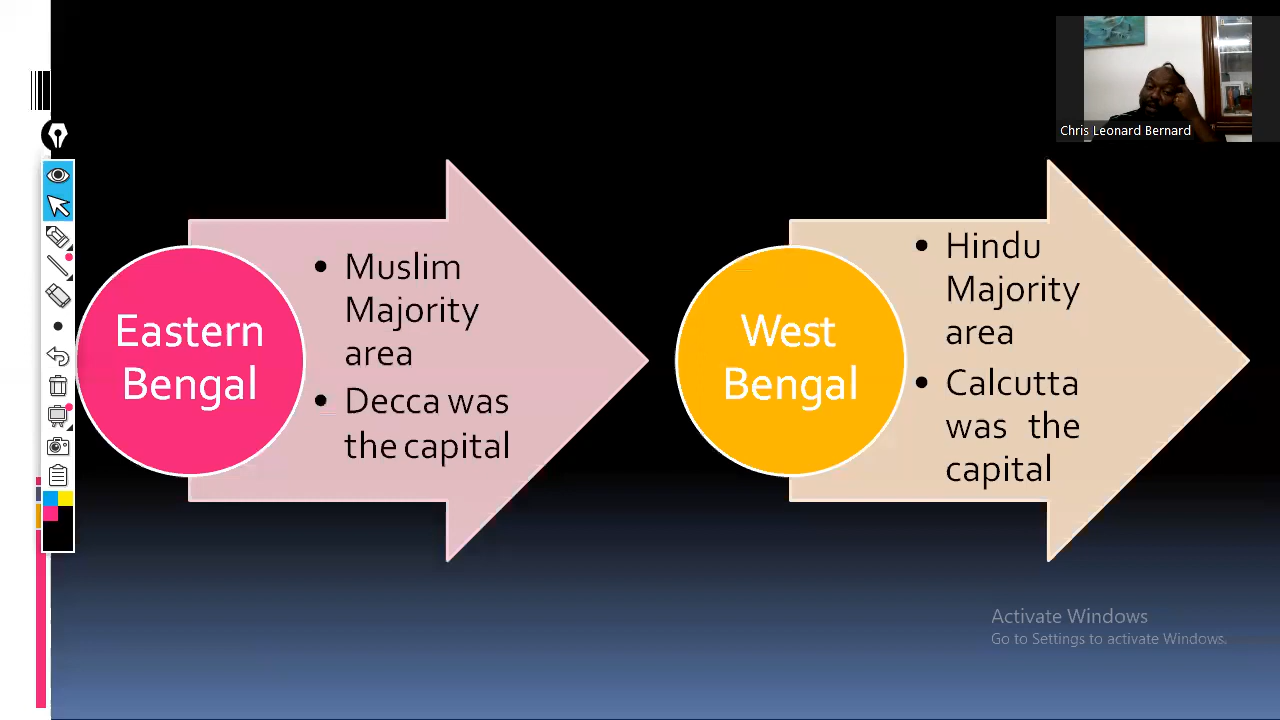 Chris Leonard Bernard
Eastern
Bengal
• Muslim
Majority
area
• Decca was
the capital
West
Bengal
• Hindu
Majority
area
• Calcutta
was the
capital
Activate Windows
Go to Settings to activate Windows.